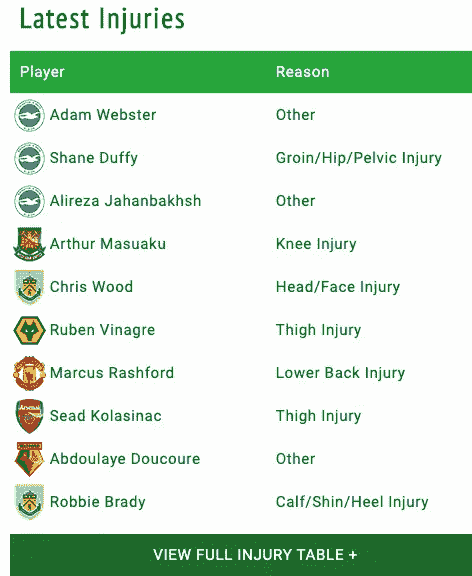 Latest Injuries
Player Reason
Adam Webster Other
Shane Duffy Groin/Hip/Pelvic Injury
Alireza Jahanbakhsh Other
Arthur Masuaku Knee Injury
Chris Wood Head/Face Injury
Ruben Vinagre Thigh Injury
Marcus Rashford Lower Back Injury
Sead Kolasinac Thigh Injury
Abdoulaye Doucoure Other
Robbie Brady Calf/Shin/Heel Injury
VIEW FULL INJURY TABLE +